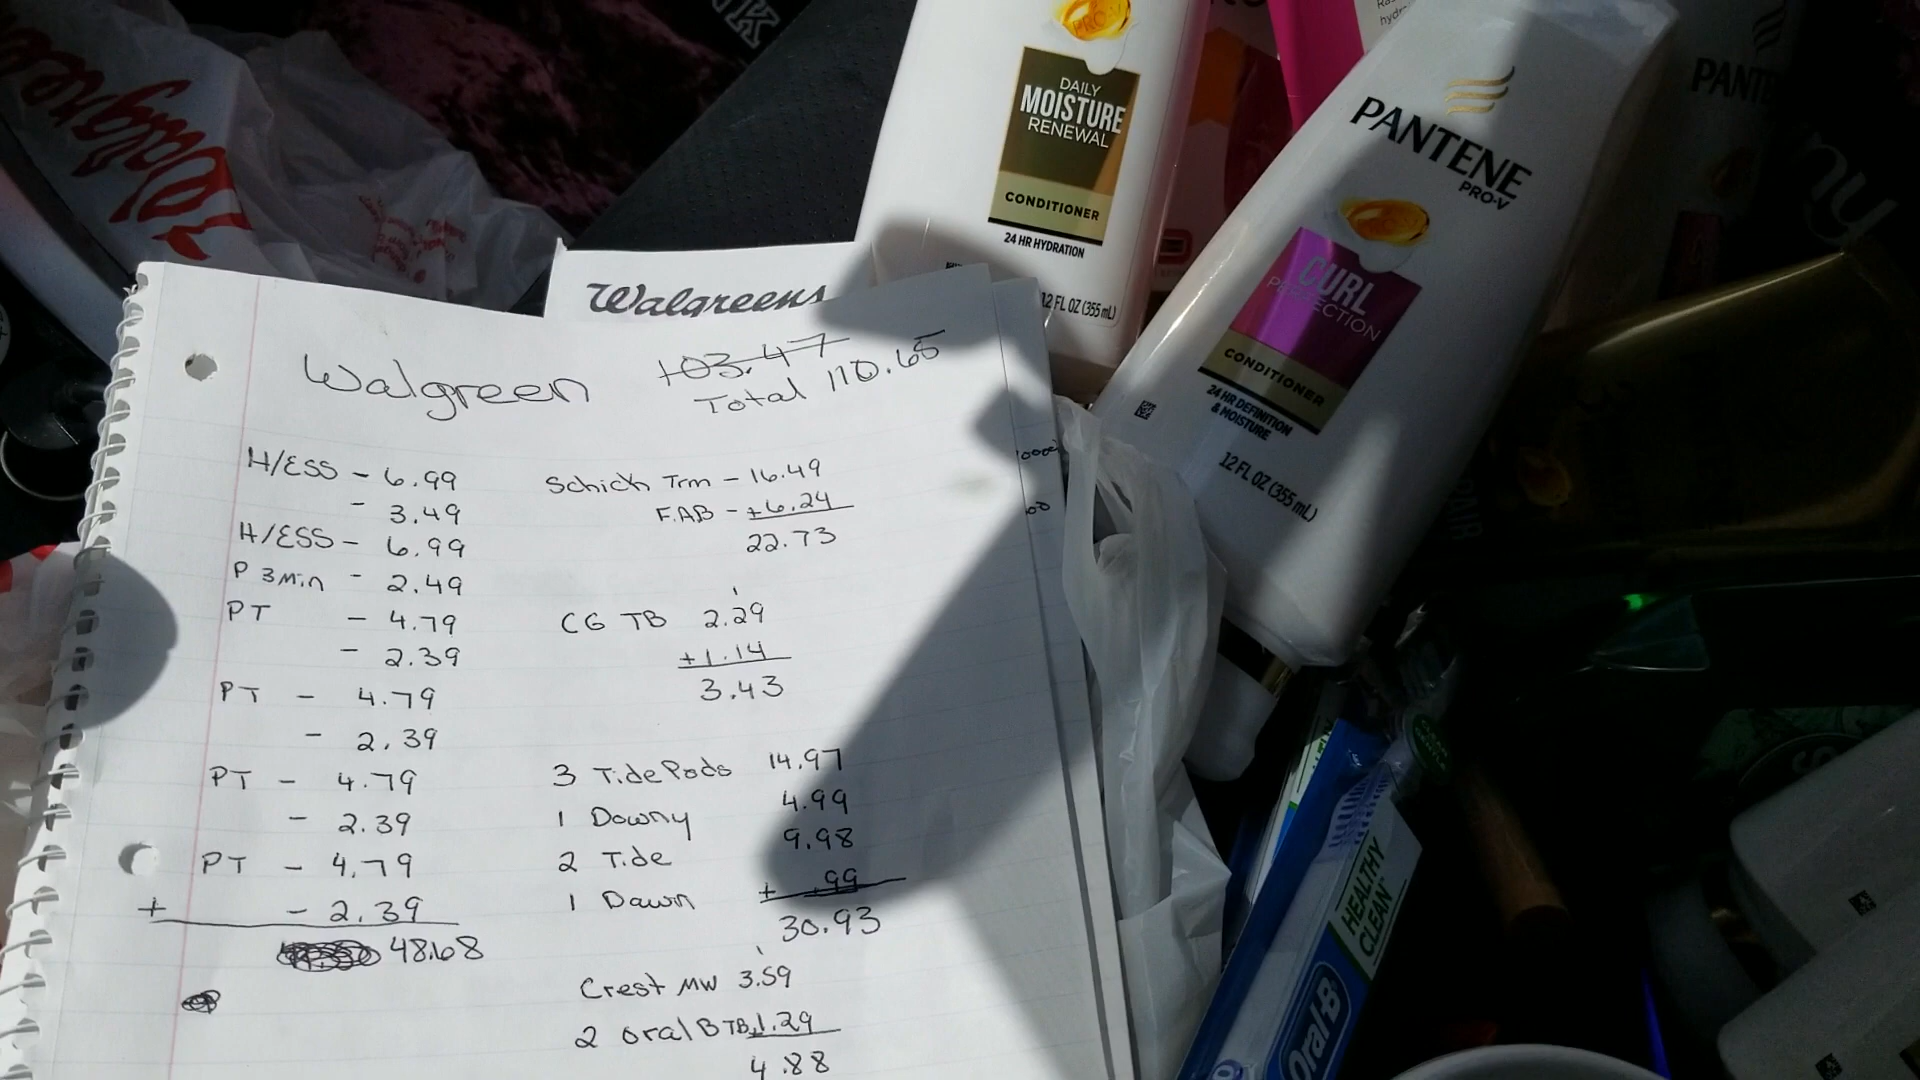 Walgreens
Walgreen
103.47
Total 110.65
H/ESS - 6.99
- 3.49
H/ESS - 6.99
P 3Min - 2.49
PT - 4.79
- 2.39
PT - 4.79
- 2.39
PT - 4.79
- 2.39
PT - 4.79
+ - 2.39
48.68
Schick Trm - 16.49
F.A.B - +6.24
22.73
CG TB 2.29
+1.14
3.43
3 Tide Pods 14.97
1 Downy 4.99
2 Tide 9.98
1 Dawn + .99
30.93
Crest MW 3.59
2 Oral B TB 1.29
4.88
DAILY
MOISTURE
RENEWAL
CONDITIONER
24 HR HYDRATION
12 FL OZ (355 mL)
PANTENE
PRO-V
CURL
PERFECTION
CONDITIONER
24 HR DEFINITION
& MOISTURE
12 FL OZ (355 mL)
PANT
HEALTHY
CLEAN
Oral-B